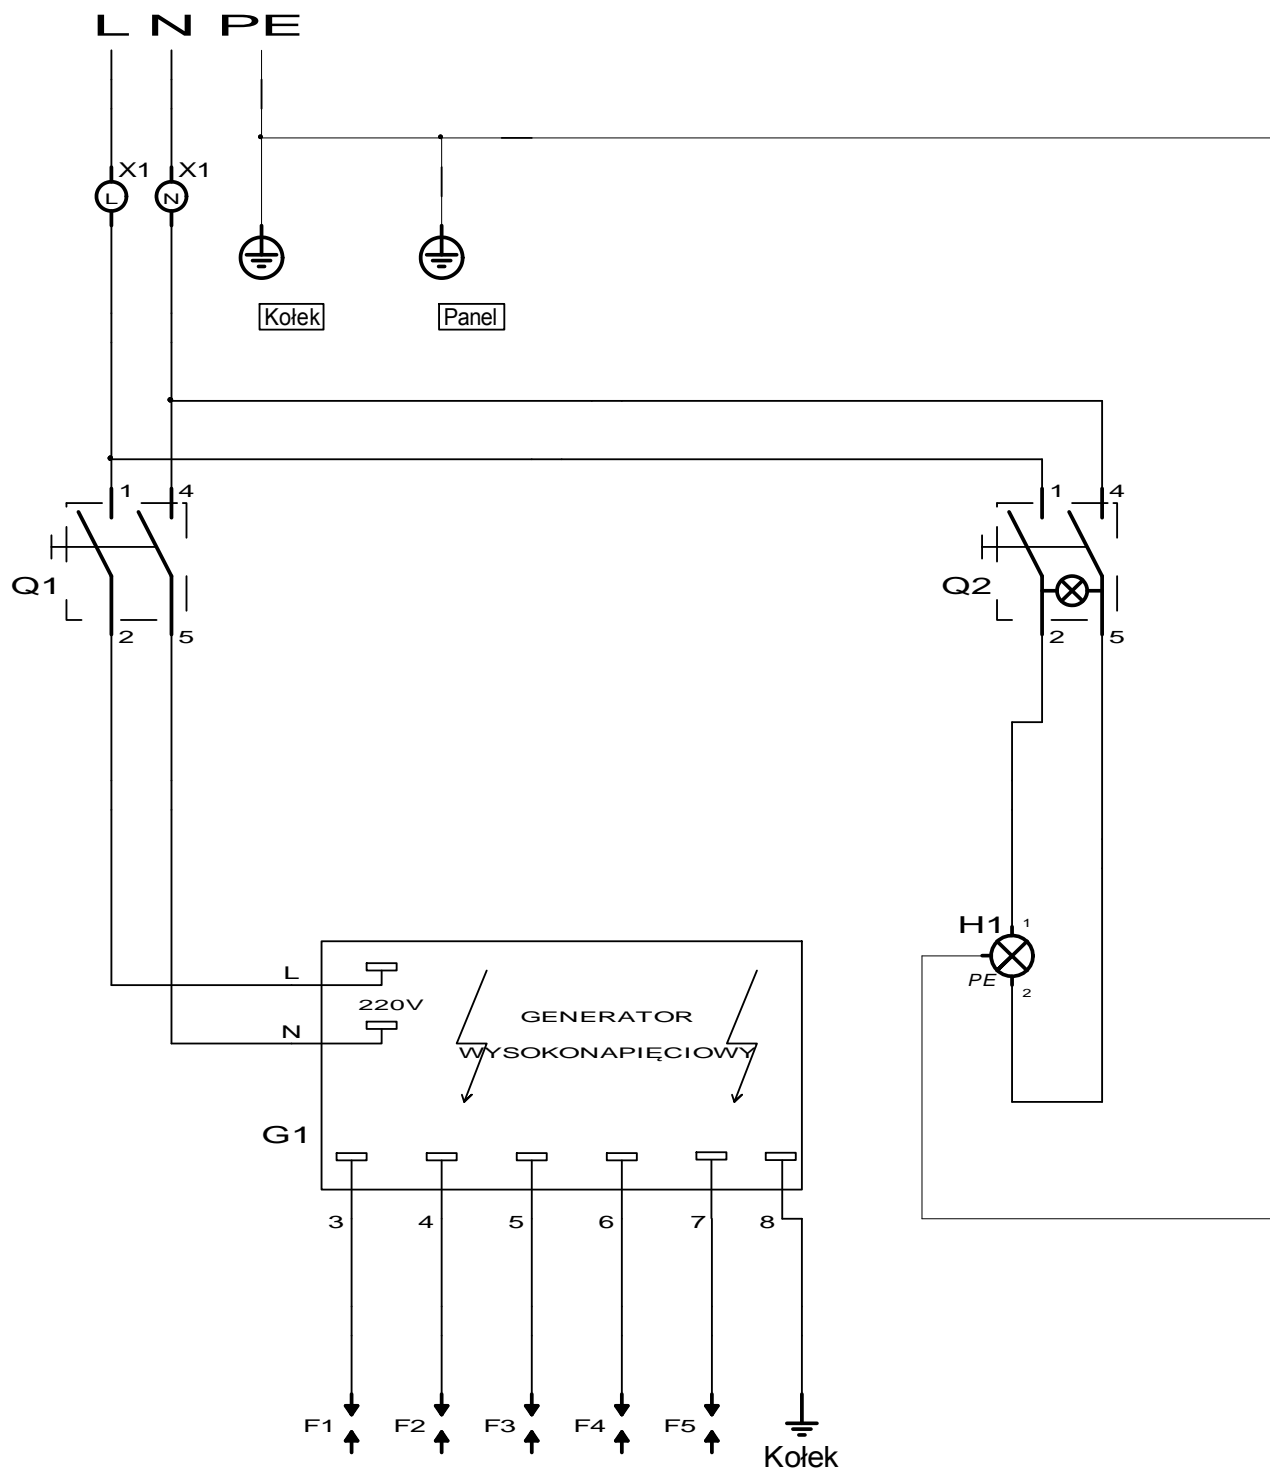 L N PE
X1 X1
L N
Kołek Panel
1 4 1 4
Q1 Q2
2 5 2 5
H1 1
PE 2
L
220V
N
GENERATOR
WYSOKONAPIĘCIOWY
G1
3 4 5 6 7 8
F1 F2 F3 F4 F5
Kołek